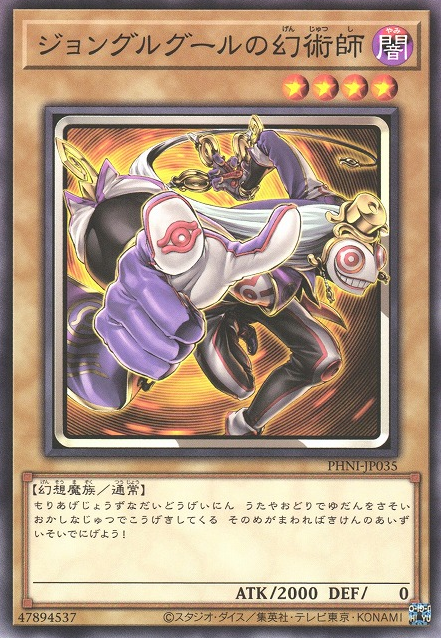 ジョングルグールの幻術師
闇
PHNI-JP035
【幻想魔族／通常】
もりあげじょうずなだいどうげいにん うたやおどりでゆだんをさそい
おかしなじゅつでこうげきしてくる そのめがまわればきけんのあいず
いそいでにげよう！
ATK/2000 DEF/ 0
47894537
©スタジオ・ダイス／集英社・テレビ東京・KONAMI